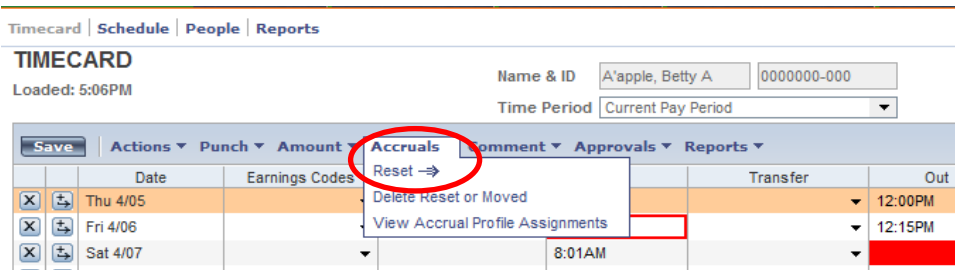 Timecard | Schedule | People | Reports
TIMECARD
Loaded: 5:06PM
Name & ID A'apple, Betty A 0000000-000
Time Period Current Pay Period
Save Actions Punch Amount Accruals Comment Approvals Reports
Reset
Delete Reset or Moved
View Accrual Profile Assignments
Date Earnings Codes Transfer Out
Thu 4/05 12:00PM
Fri 4/06 12:15PM
Sat 4/07 8:01AM